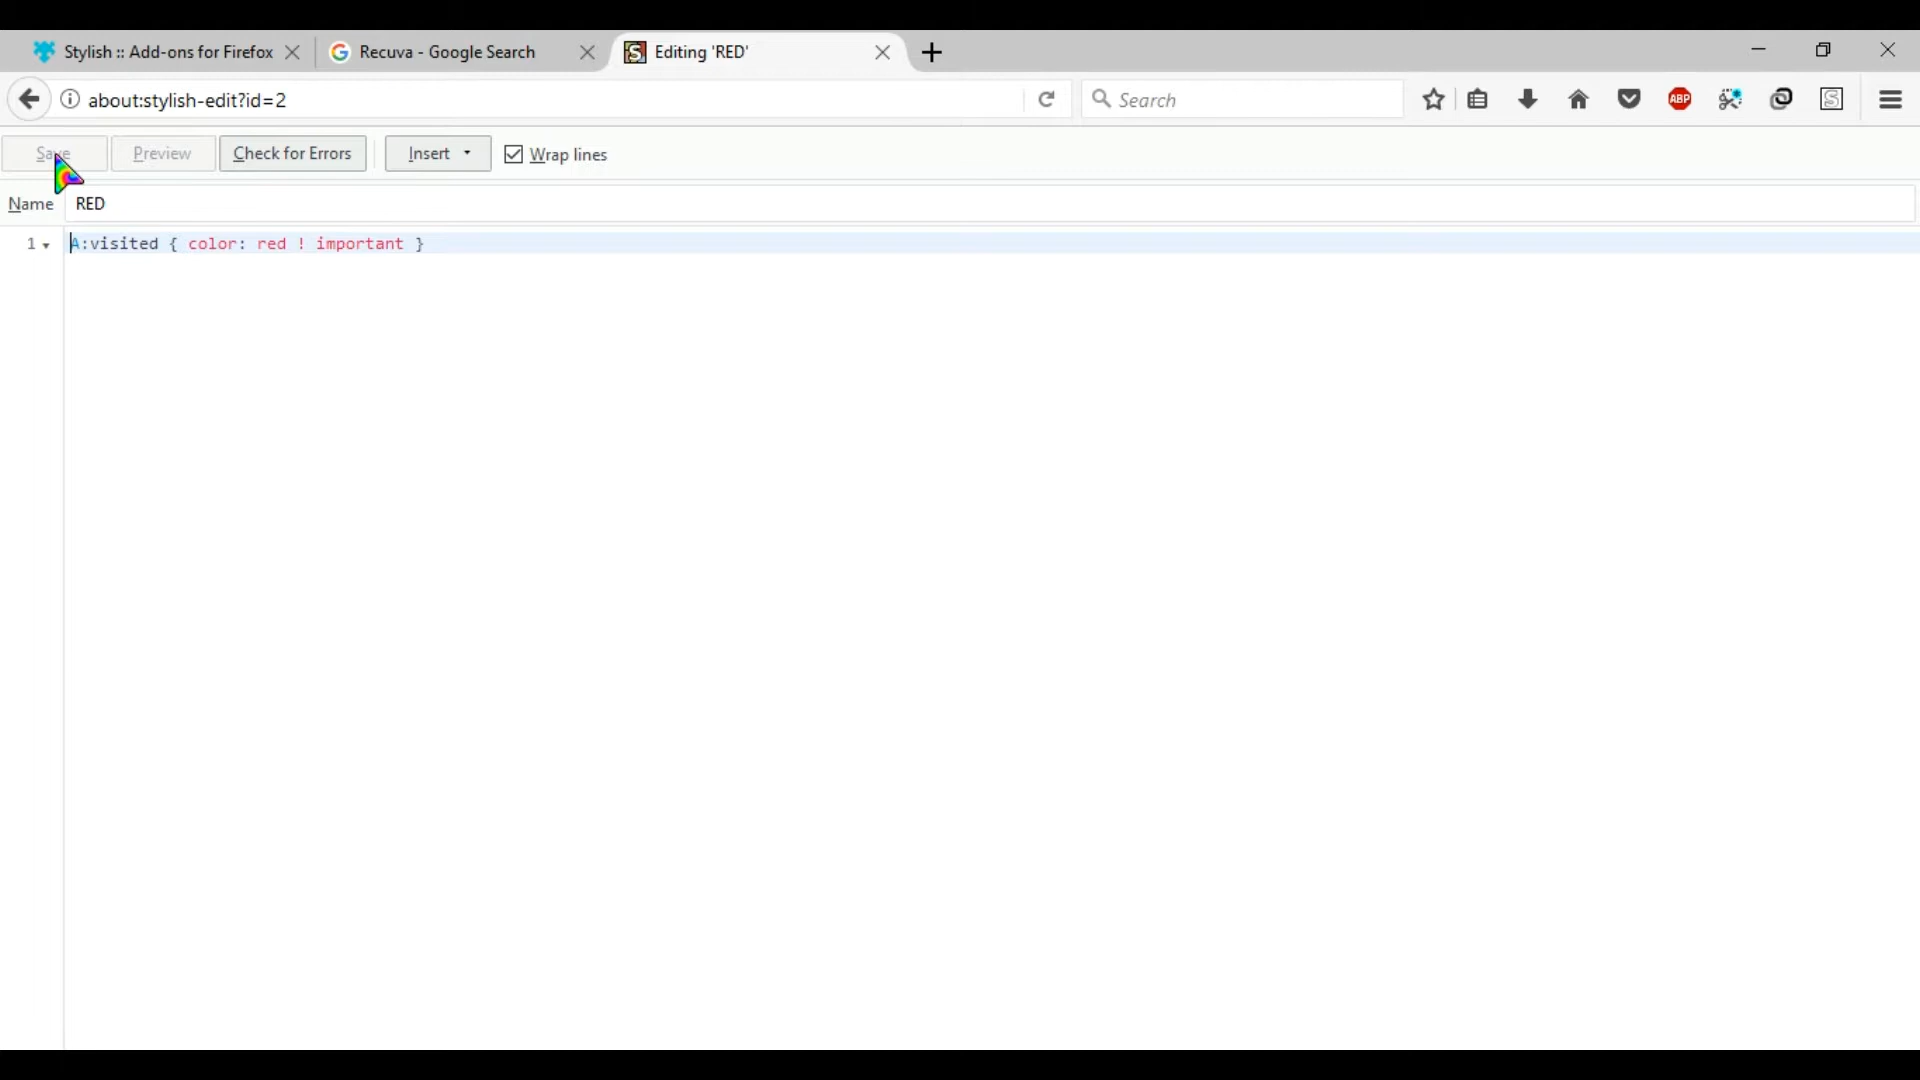 Stylish :: Add-ons for Firefox
Recuva - Google Search
Editing 'RED'
about:stylish-edit?id=2
Search
ABP
S
Save
Preview
Check for Errors
Insert
Wrap lines
Name
RED
1
A:visited { color: red ! important }